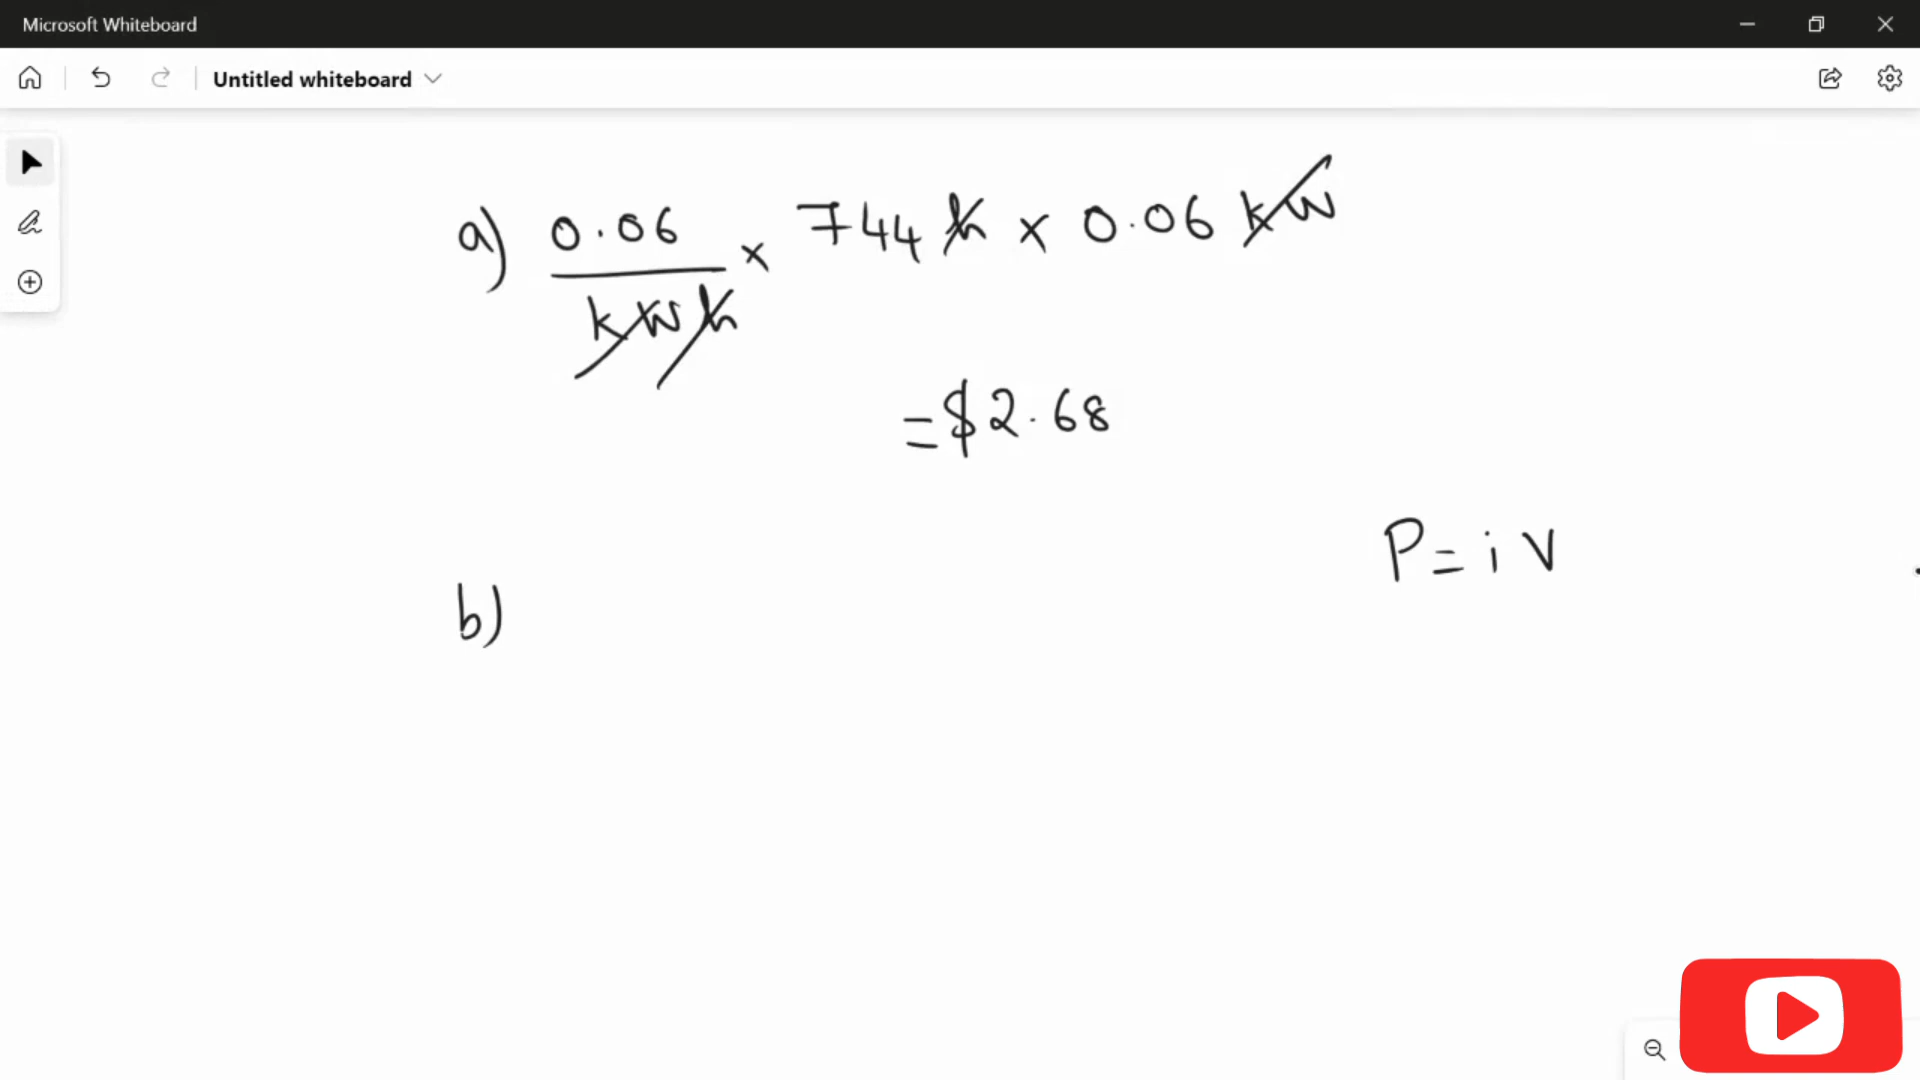 Microsoft Whiteboard
Untitled whiteboard
a) 0.06 / kwh × 744 h × 0.06 kw
= $2.68
P = i V
b)